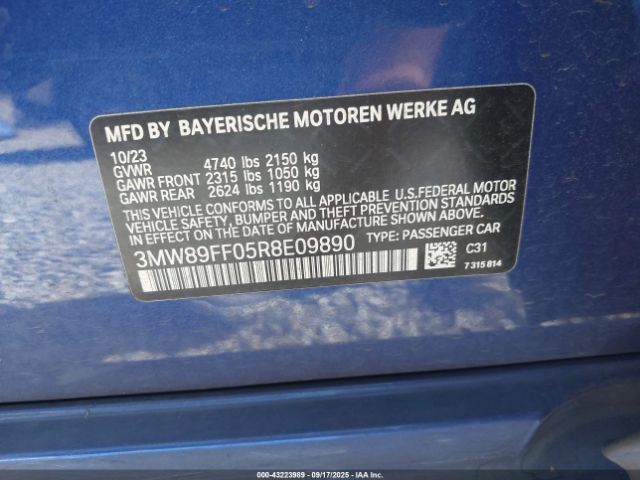 MFD BY BAYERISCHE MOTOREN WERKE AG
10/23
GVWR 4740 lbs 2150 kg
GAWR FRONT 2315 lbs 1050 kg
GAWR REAR 2624 lbs 1190 kg
THIS VEHICLE CONFORMS TO ALL APPLICABLE U.S.FEDERAL MOTOR
VEHICLE SAFETY, BUMPER AND THEFT PREVENTION STANDARDS
IN EFFECT ON THE DATE OF MANUFACTURE SHOWN ABOVE.
3MW89FF05R8E09890 TYPE: PASSENGER CAR
C31
7 315 814
000-43223989 - 09/17/2025 - IAAI.COM